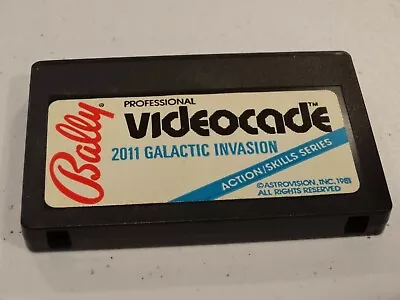 Bally®
PROFESSIONAL
videocade™
2011 GALACTIC INVASION
ACTION/SKILLS SERIES
©ASTROVISION, INC. 1981
ALL RIGHTS RESERVED